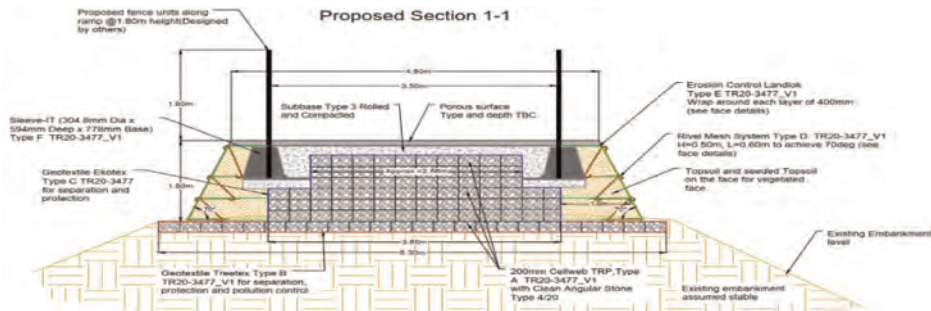 Proposed Section 1-1
Proposed fence units along
ramp @1.80m height(Designed
by others)
4.80m
3.50m
1.80m
Subbase Type 3 Rolled
and Compacted
Porous surface
Type and depth TBC
Erosion Control Landlok
Type E TR20-3477_V1
Wrap around each layer of 400mm
(see face details)
Sleeve-IT (304.8mm Dia x
594mm Deep x 778mm Base)
Type F TR20-3477_V1
Rivel Mesh System Type D: TR20-3477_V1
H=0.50m, L=0.60m to achieve 70deg (see
face details)
Geotextile Ekotex
Type C TR20-3477
for separation and
protection
1.60m
Topsoil and seeded Topsoil
on the face for vegetated
face.
Existing Embankment
level
Geotextile Treetex Type B
TR20-3477_V1 for separation,
protection and pollution control.
200mm Cellweb TRP,Type
A TR20-3477_V1
with Clean Angular Stone
Type 4/20
Existing embankment
assumed stable